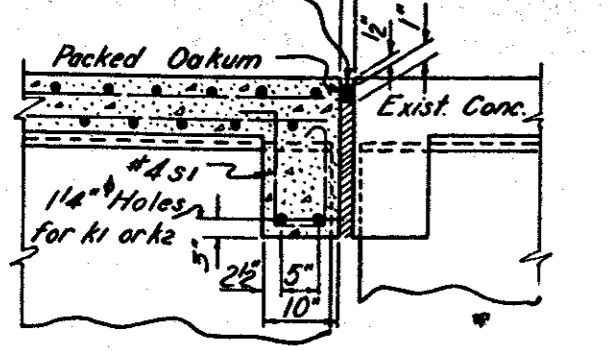 1/2"
1"
Packed Oakum
Exist. Conc.
#4 s1
1 1/4" ϕ Holes
for k1 or k2
3"
2 1/2"
5"
10"